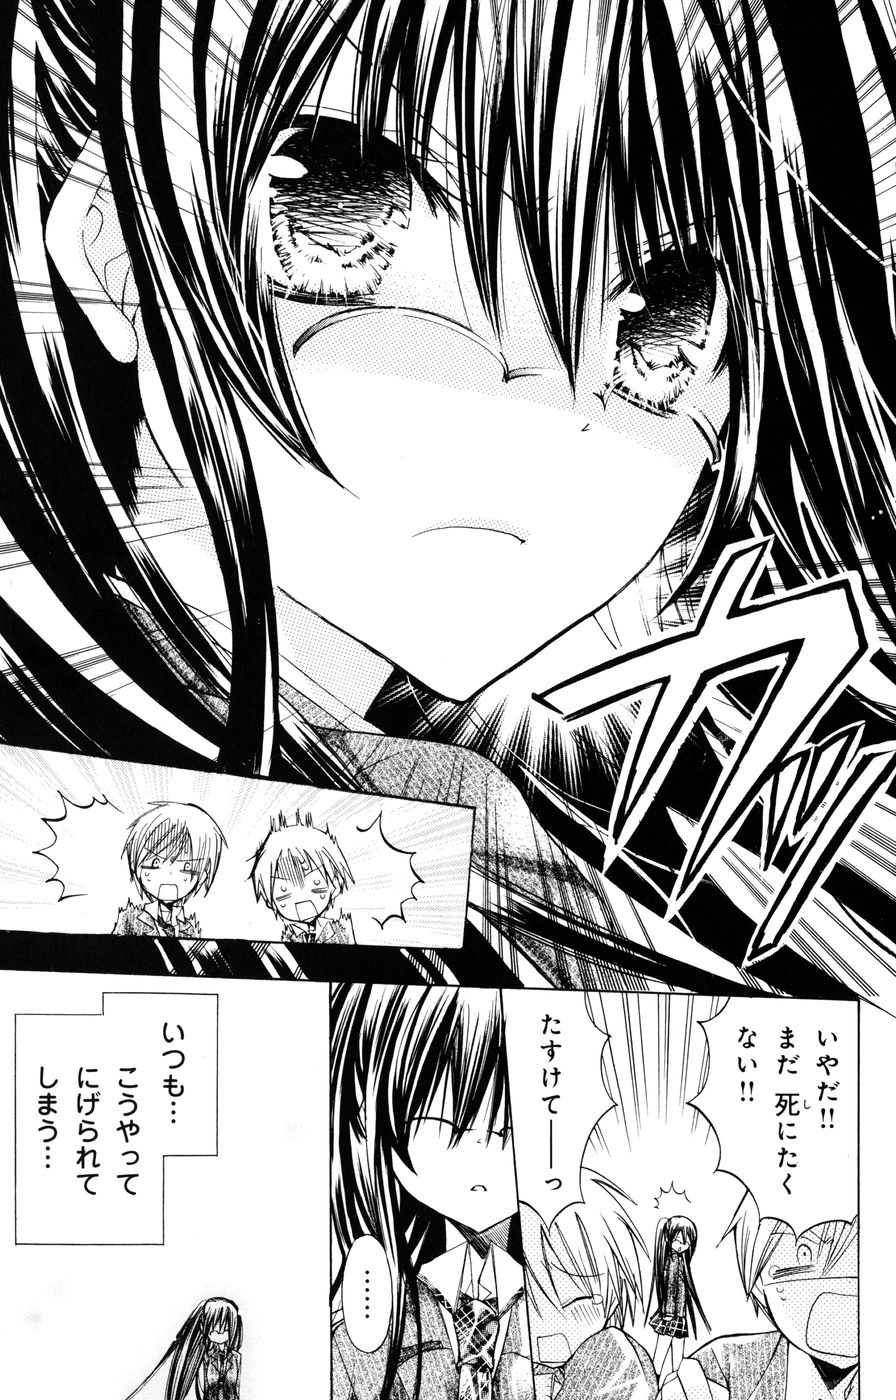 カッ
いやだ!!
まだ 死にたく
ない!!
し
たすけて――っ
……
いつも…
こうやって
にげられて
しまう…